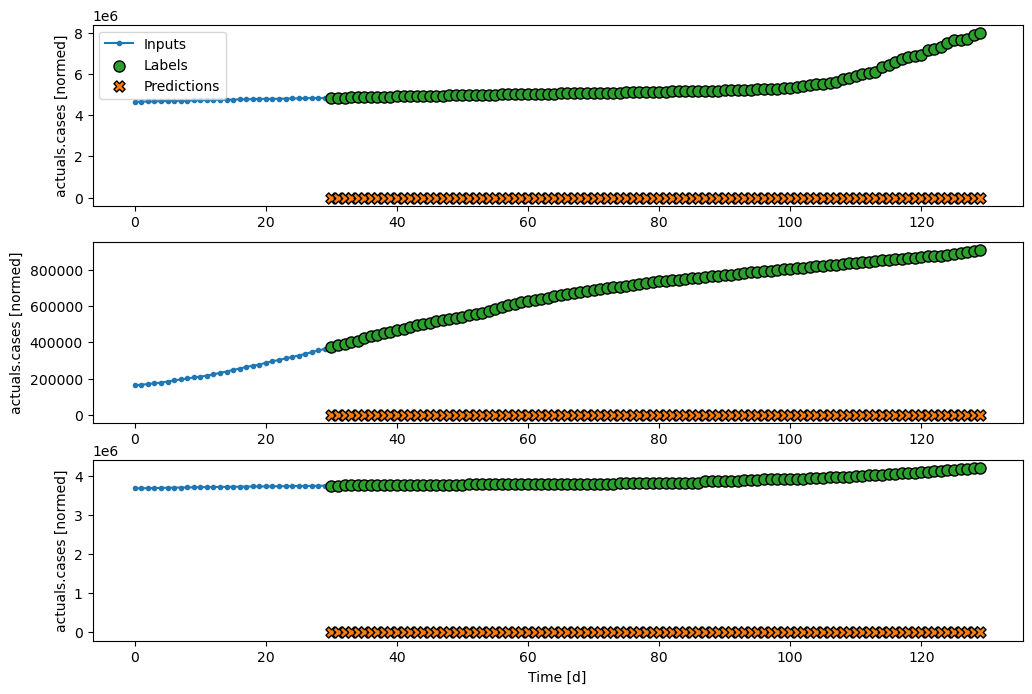 1e6
8
6
4
2
0
actuals.cases [normed]
Inputs
Labels
Predictions
0 20 40 60 80 100 120
800000
600000
400000
200000
0
actuals.cases [normed]
0 20 40 60 80 100 120
1e6
4
3
2
1
0
actuals.cases [normed]
0 20 40 60 80 100 120
Time [d]